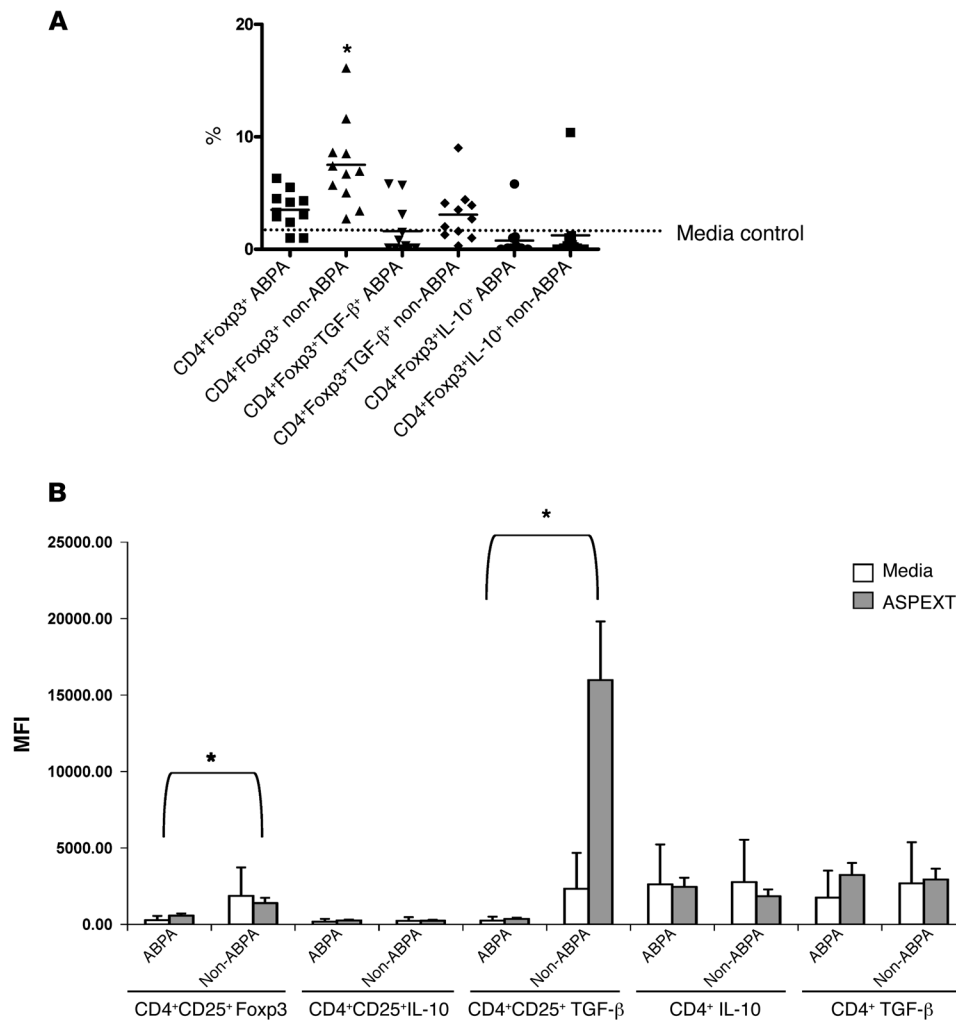 A
20
*
%
10
0
Media control
CD4+Foxp3+ ABPA
CD4+Foxp3+ non-ABPA
CD4+Foxp3+TGF-β+ ABPA
CD4+Foxp3+TGF-β+ non-ABPA
CD4+Foxp3+IL-10+ ABPA
CD4+Foxp3+IL-10+ non-ABPA
B
*
25000.00
Media
ASPEXT
20000.00
15000.00
MFI
10000.00
*
5000.00
0.00
ABPA
Non-ABPA
ABPA
Non-ABPA
ABPA
Non-ABPA
ABPA
Non-ABPA
ABPA
Non-ABPA
CD4+CD25+ Foxp3
CD4+CD25+IL-10
CD4+CD25+ TGF-β
CD4+ IL-10
CD4+ TGF-β